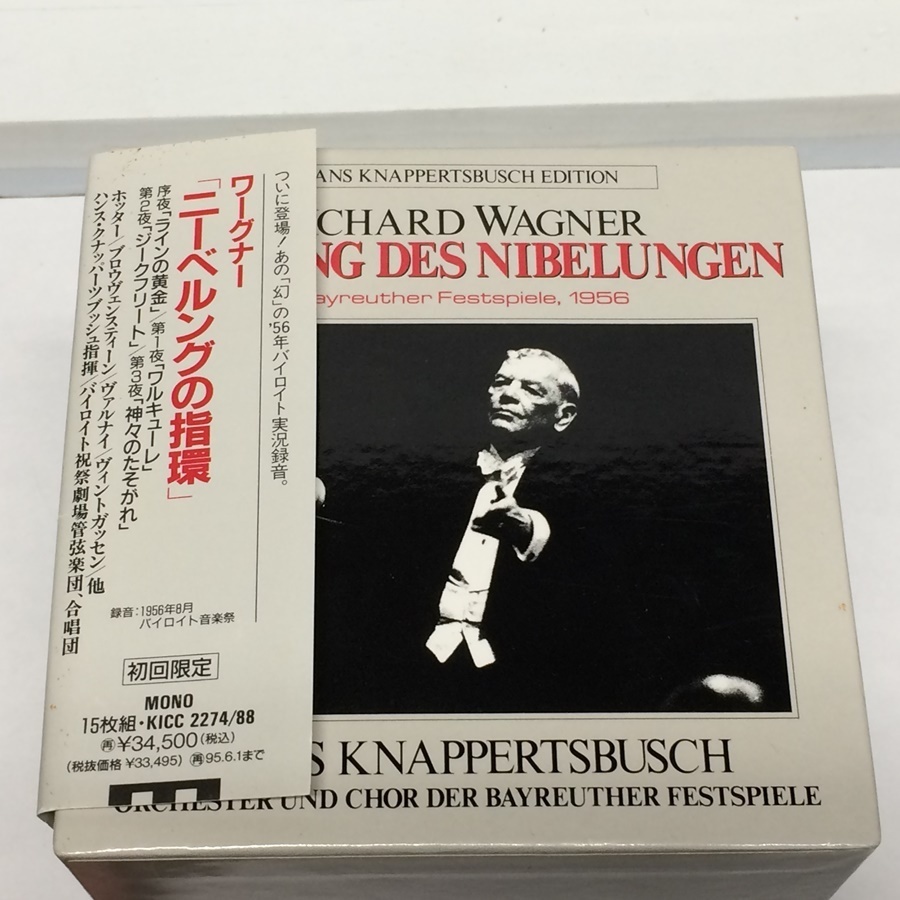 ついに登場！あの「幻」の'56年バイロイト実況録音。
ワーグナー
「ニーベルングの指環」
序夜「ラインの黄金」/第1夜「ワルキューレ」
第2夜「ジークフリート」/第3夜「神々のたそがれ」
ホッター/ブロウヴェンスティーン/ヴァルナイ/ヴィントガッセン/他
ハンス・クナッパーツブッシュ指揮/バイロイト祝祭劇場管弦楽団、合唱団
録音：1956年8月
バイロイト音楽祭
初回限定
MONO
15枚組・KICC 2274/88
再¥34,500(税込)
(税抜価格 ¥33,495) 再95.6.1まで
ANS KNAPPERTSBUSCH EDITION
CHARD WAGNER
NG DES NIBELUNGEN
ayreuther Festspiele, 1956
S KNAPPERTSBUSCH
ORCHESTER UND CHOR DER BAYREUTHER FESTSPIELE